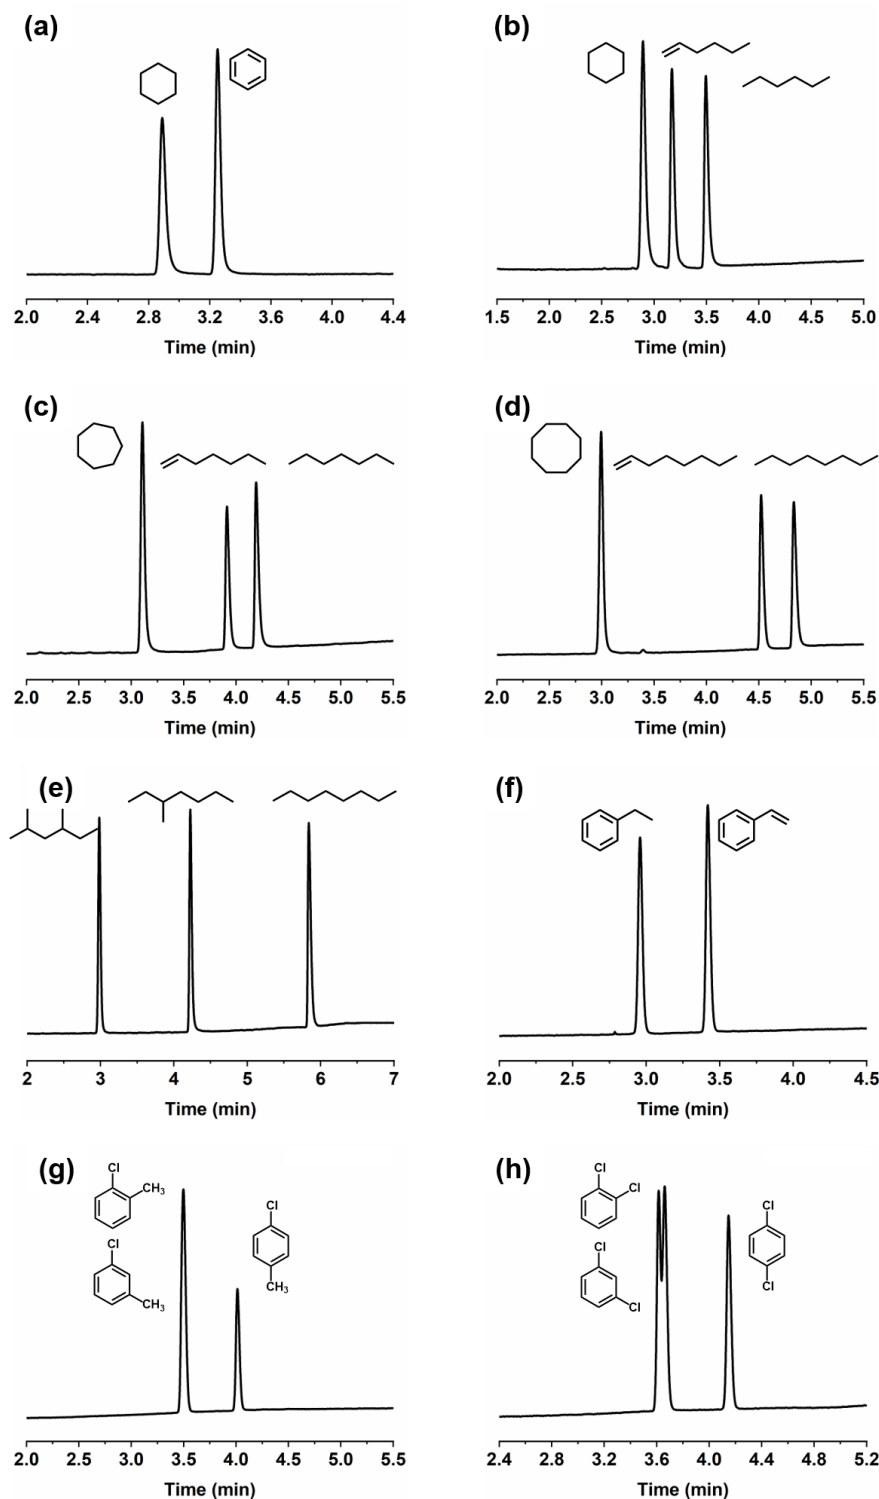 (a)
2.0 2.4 2.8 3.2 3.6 4.0 4.4
Time (min)
(b)
1.5 2.0 2.5 3.0 3.5 4.0 4.5 5.0
Time (min)
(c)
2.0 2.5 3.0 3.5 4.0 4.5 5.0 5.5
Time (min)
(d)
2.0 2.5 3.0 3.5 4.0 4.5 5.0 5.5
Time (min)
(e)
2 3 4 5 6 7
Time (min)
(f)
2.0 2.5 3.0 3.5 4.0 4.5
Time (min)
(g)
Cl
CH3
Cl
CH3
Cl
CH3
2.0 2.5 3.0 3.5 4.0 4.5 5.0 5.5
Time (min)
(h)
Cl
Cl
Cl
Cl
Cl
Cl
2.4 2.8 3.2 3.6 4.0 4.4 4.8 5.2
Time (min)